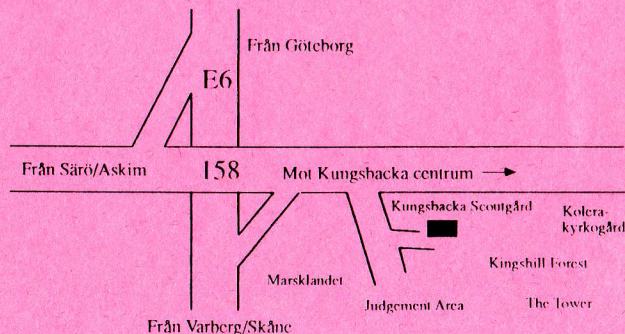 Från Göteborg
E6
Från Särö/Askim
158
Mot Kungsbacka centrum
Kungsbacka Scoutgård
Kolera-
kyrkogård
Kingshill Forest
Marsklandet
Judgement Area
The Tower
Från Varberg/Skåne